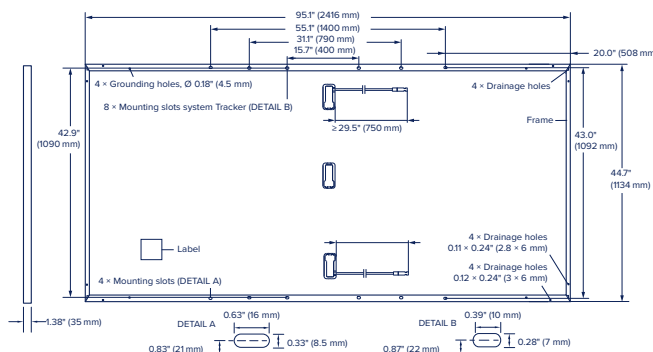 95.1" (2416 mm)
55.1" (1400 mm)
31.1" (790 mm)
15.7" (400 mm)
20.0" (508 mm
4 × Grounding holes, Ø 0.18" (4.5 mm)
4 × Drainage holes
8 × Mounting slots system Tracker (DETAIL B)
Frame
≥ 29.5" (750 mm)
42.9"
(1090 mm)
43.0"
(1092 mm)
44.7"
(1134 mm)
Label
4 × Drainage holes
0.11 × 0.24" (2.8 × 6 mm)
4 × Drainage holes
0.12 × 0.24" (3 × 6 mm)
4 × Mounting slots (DETAIL A)
1.38" (35 mm)
DETAIL A
0.63" (16 mm)
0.33" (8.5 mm)
0.83" (21 mm)
DETAIL B
0.39" (10 mm)
0.28" (7 mm)
0.87" (22 mm)